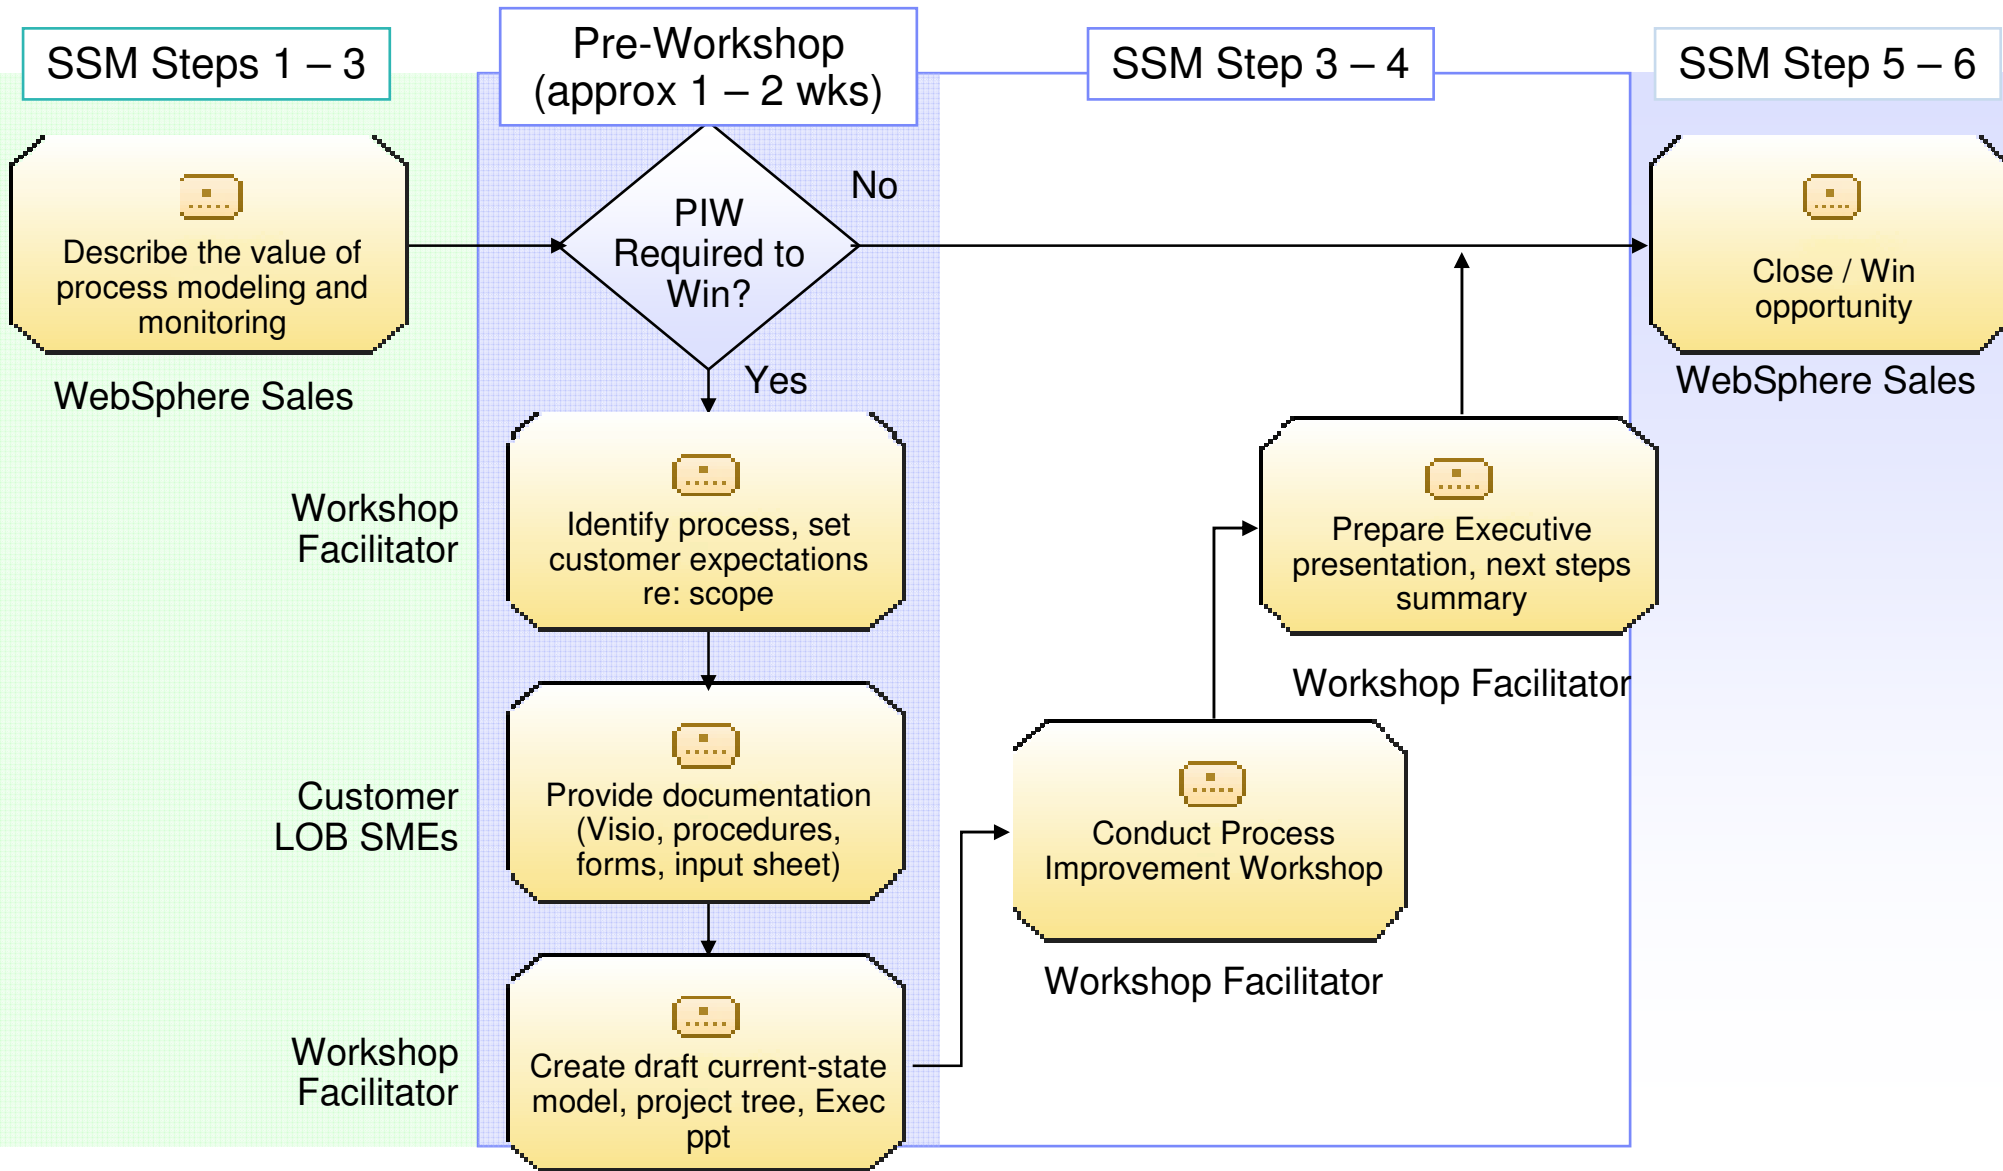 SSM Steps 1 – 3
Pre-Workshop
(approx 1 – 2 wks)
SSM Step 3 – 4
SSM Step 5 – 6
Describe the value of
process modeling and
monitoring
WebSphere Sales
PIW
Required to
Win?
No
Yes
Close / Win
opportunity
WebSphere Sales
Workshop
Facilitator
Identify process, set
customer expectations
re: scope
Prepare Executive
presentation, next steps
summary
Workshop Facilitator
Customer
LOB SMEs
Provide documentation
(Visio, procedures,
forms, input sheet)
Conduct Process
Improvement Workshop
Workshop Facilitator
Workshop
Facilitator
Create draft current-state
model, project tree, Exec
ppt